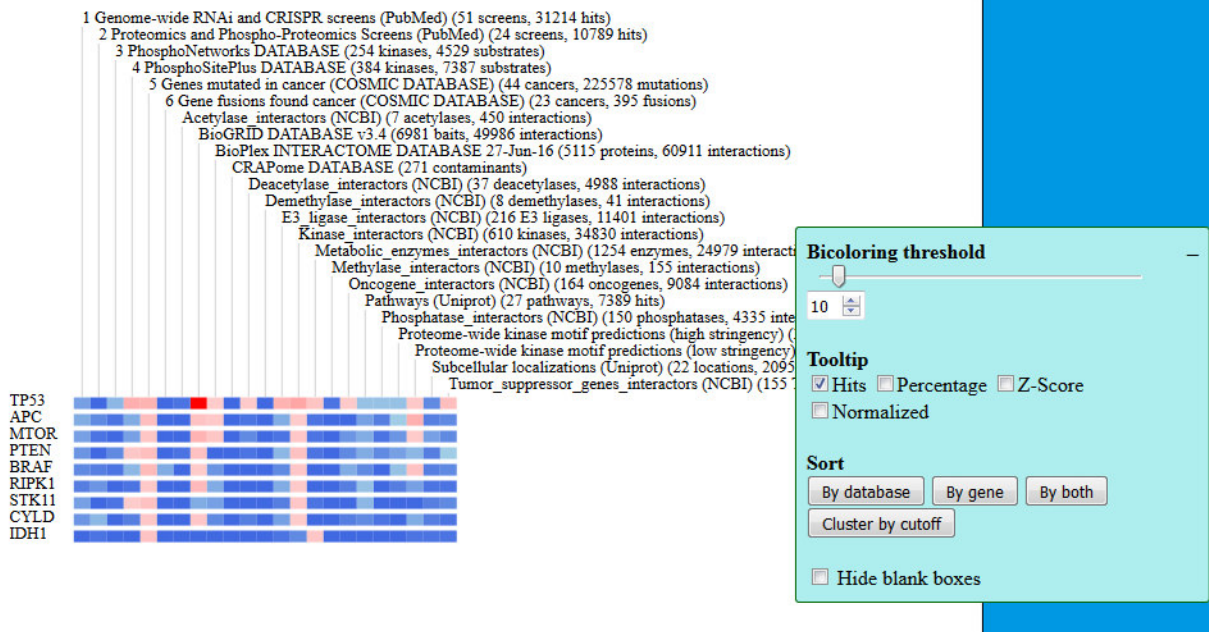 1 Genome-wide RNAi and CRISPR screens (PubMed) (51 screens, 31214 hits)
2 Proteomics and Phospho-Proteomics Screens (PubMed) (24 screens, 10789 hits)
3 PhosphoNetworks DATABASE (254 kinases, 4529 substrates)
4 PhosphoSitePlus DATABASE (384 kinases, 7387 substrates)
5 Genes mutated in cancer (COSMIC DATABASE) (44 cancers, 225578 mutations)
6 Gene fusions found cancer (COSMIC DATABASE) (23 cancers, 395 fusions)
Acetylase_interactors (NCBI) (7 acetylases, 450 interactions)
BioGRID DATABASE v3.4 (6981 baits, 49986 interactions)
BioPlex INTERACTOME DATABASE 27-Jun-16 (5115 proteins, 60911 interactions)
CRAPome DATABASE (271 contaminants)
Deacetylase_interactors (NCBI) (37 deacetylases, 4988 interactions)
Demethylase_interactors (NCBI) (8 demethylases, 41 interactions)
E3_ligase_interactors (NCBI) (216 E3 ligases, 11401 interactions)
Kinase_interactors (NCBI) (610 kinases, 34830 interactions)
Metabolic_enzymes_interactors (NCBI) (1254 enzymes, 24979 interacti
Methylase_interactors (NCBI) (10 methylases, 155 interactions)
Oncogene_interactors (NCBI) (164 oncogenes, 9084 interactions)
Pathways (Uniprot) (27 pathways, 7389 hits)
Phosphatase_interactors (NCBI) (150 phosphatases, 4335 inte
Proteome-wide kinase motif predictions (high stringency) (
Proteome-wide kinase motif predictions (low stringency)
Subcellular localizations (Uniprot) (22 locations, 2095
Tumor_suppressor_genes_interactors (NCBI) (155
TP53
APC
MTOR
PTEN
BRAF
RIPK1
STK11
CYLD
IDH1
Bicoloring threshold
10
Tooltip
Hits Percentage Z-Score
Normalized
Sort
By database By gene By both
Cluster by cutoff
Hide blank boxes